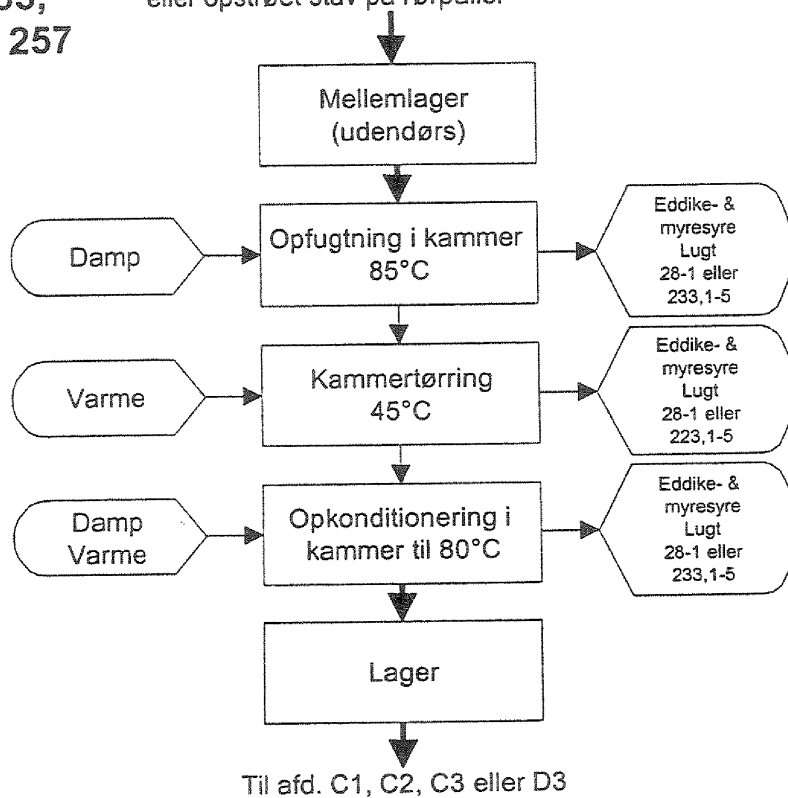 257
Mellemlager
(udendørs)
Damp
Opfugtning i kammer
85°C
Eddike- &
myresyre
Lugt
28-1 eller
233,1-5
Varme
Kammertørring
45°C
Eddike- &
myresyre
Lugt
28-1 eller
223,1-5
Damp
Varme
Opkonditionering i
kammer til 80°C
Eddike- &
myresyre
Lugt
28-1 eller
233,1-5
Lager
Til afd. C1, C2, C3 eller D3